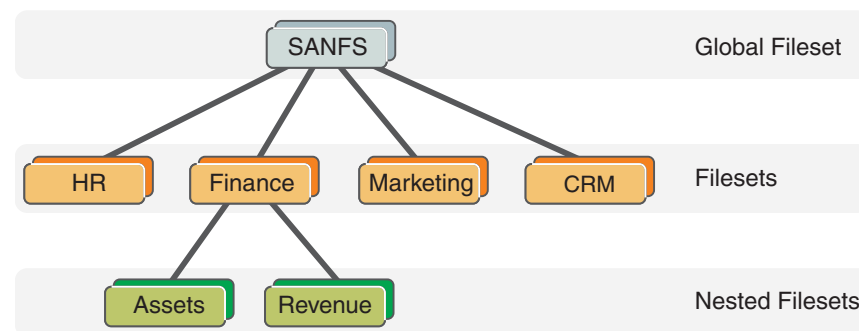 SANFS
Global Fileset
HR
Finance
Marketing
CRM
Filesets
Assets
Revenue
Nested Filesets